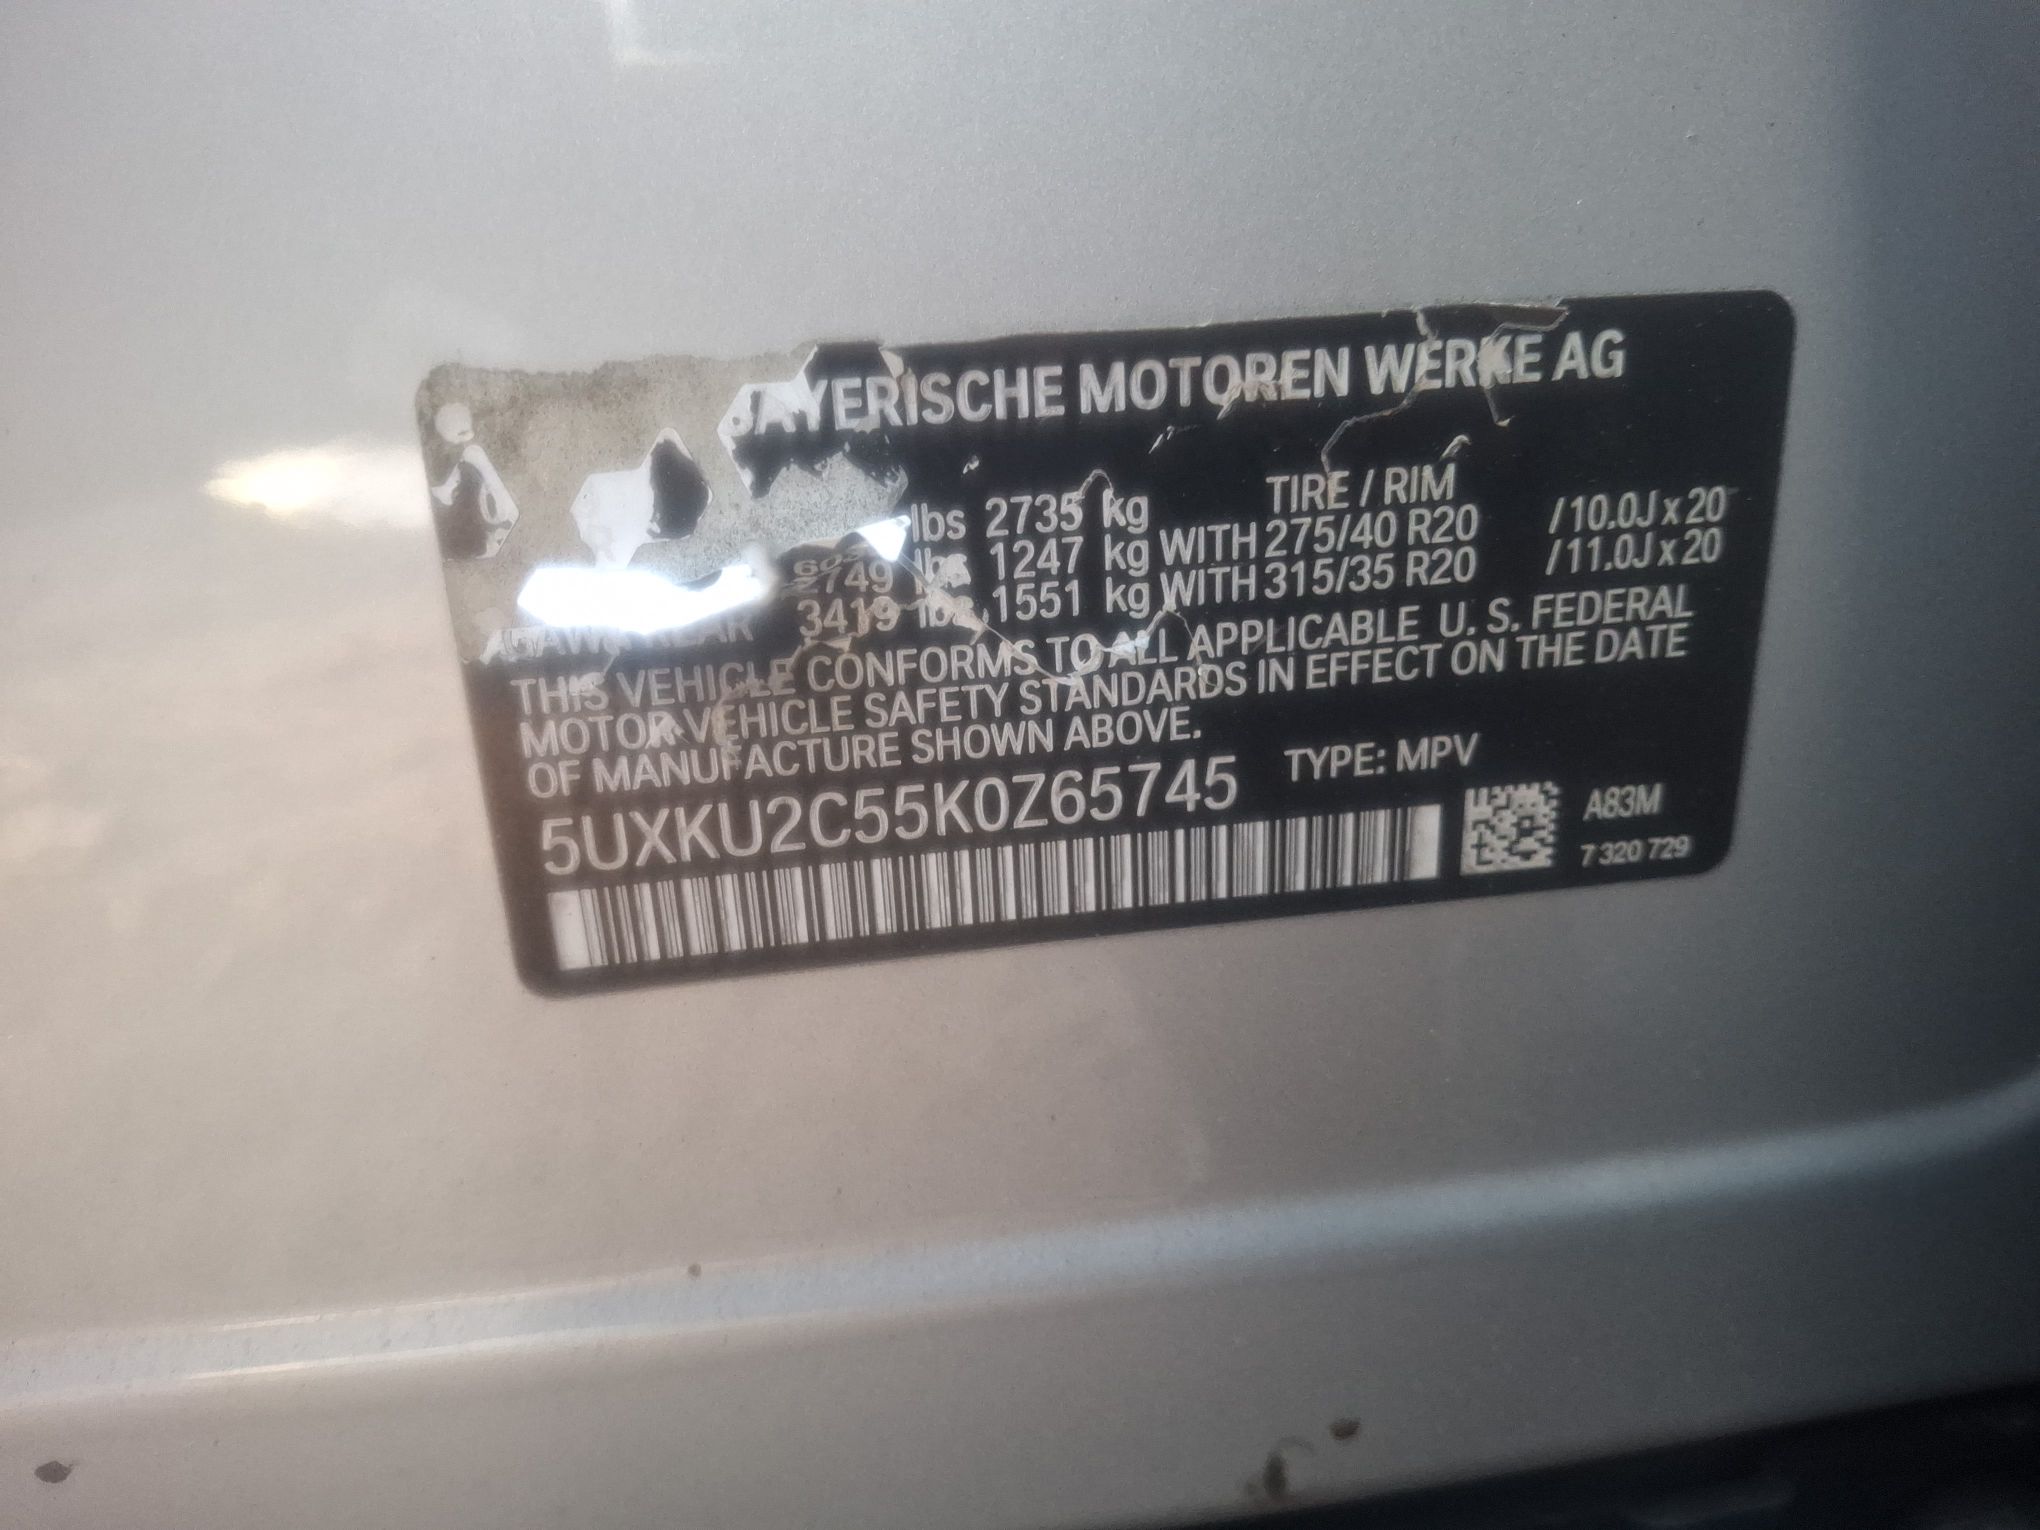 BAYERISCHE MOTOREN WERKE AG
TIRE / RIM
lbs 2735 kg
2749 lbs 1247 kg WITH 275/40 R20 / 10.0J x 20
3419 lbs 1551 kg WITH 315/35 R20 / 11.0J x 20
THIS VEHICLE CONFORMS TO ALL APPLICABLE U. S. FEDERAL
MOTOR VEHICLE SAFETY STANDARDS IN EFFECT ON THE DATE
OF MANUFACTURE SHOWN ABOVE.
5UXKU2C55K0Z65745 TYPE: MPV
A83M
7 320 729